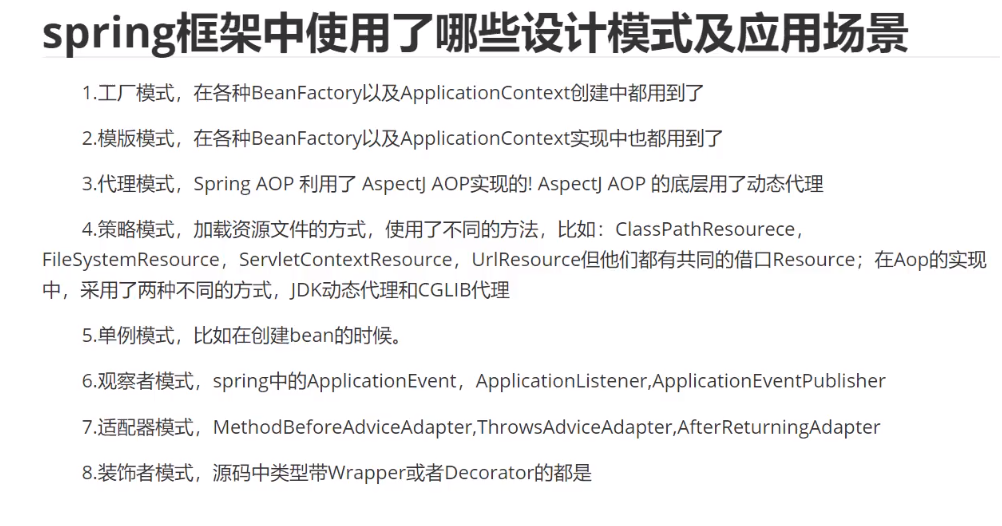 spring框架中使用了哪些设计模式及应用场景
1.工厂模式，在各种BeanFactory以及ApplicationContext创建中都用到了
2.模版模式，在各种BeanFactory以及ApplicationContext实现中也都用到了
3.代理模式，Spring AOP 利用了 AspectJ AOP实现的! AspectJ AOP 的底层用了动态代理
4.策略模式，加载资源文件的方式，使用了不同的方法，比如：ClassPathResourece，
FileSystemResource，ServletContextResource，UrlResource但他们都有共同的借口Resource；在Aop的实现
中，采用了两种不同的方式，JDK动态代理和CGLIB代理
5.单例模式，比如在创建bean的时候。
6.观察者模式，spring中的ApplicationEvent，ApplicationListener,ApplicationEventPublisher
7.适配器模式，MethodBeforeAdviceAdapter,ThrowsAdviceAdapter,AfterReturningAdapter
8.装饰者模式，源码中类型带Wrapper或者Decorator的都是